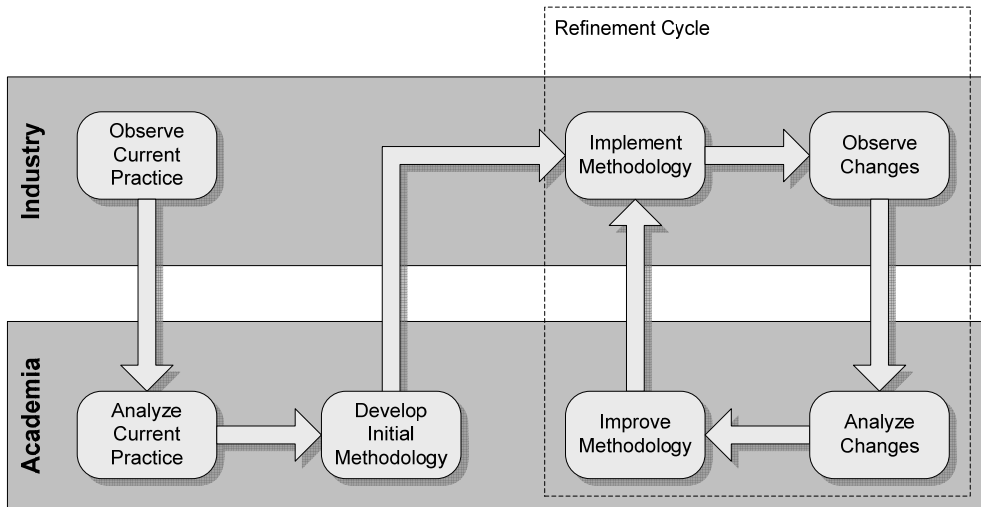 Refinement Cycle
Industry
Observe
Current
Practice
Implement
Methodology
Observe
Changes
Academia
Analyze
Current
Practice
Develop
Initial
Methodology
Improve
Methodology
Analyze
Changes